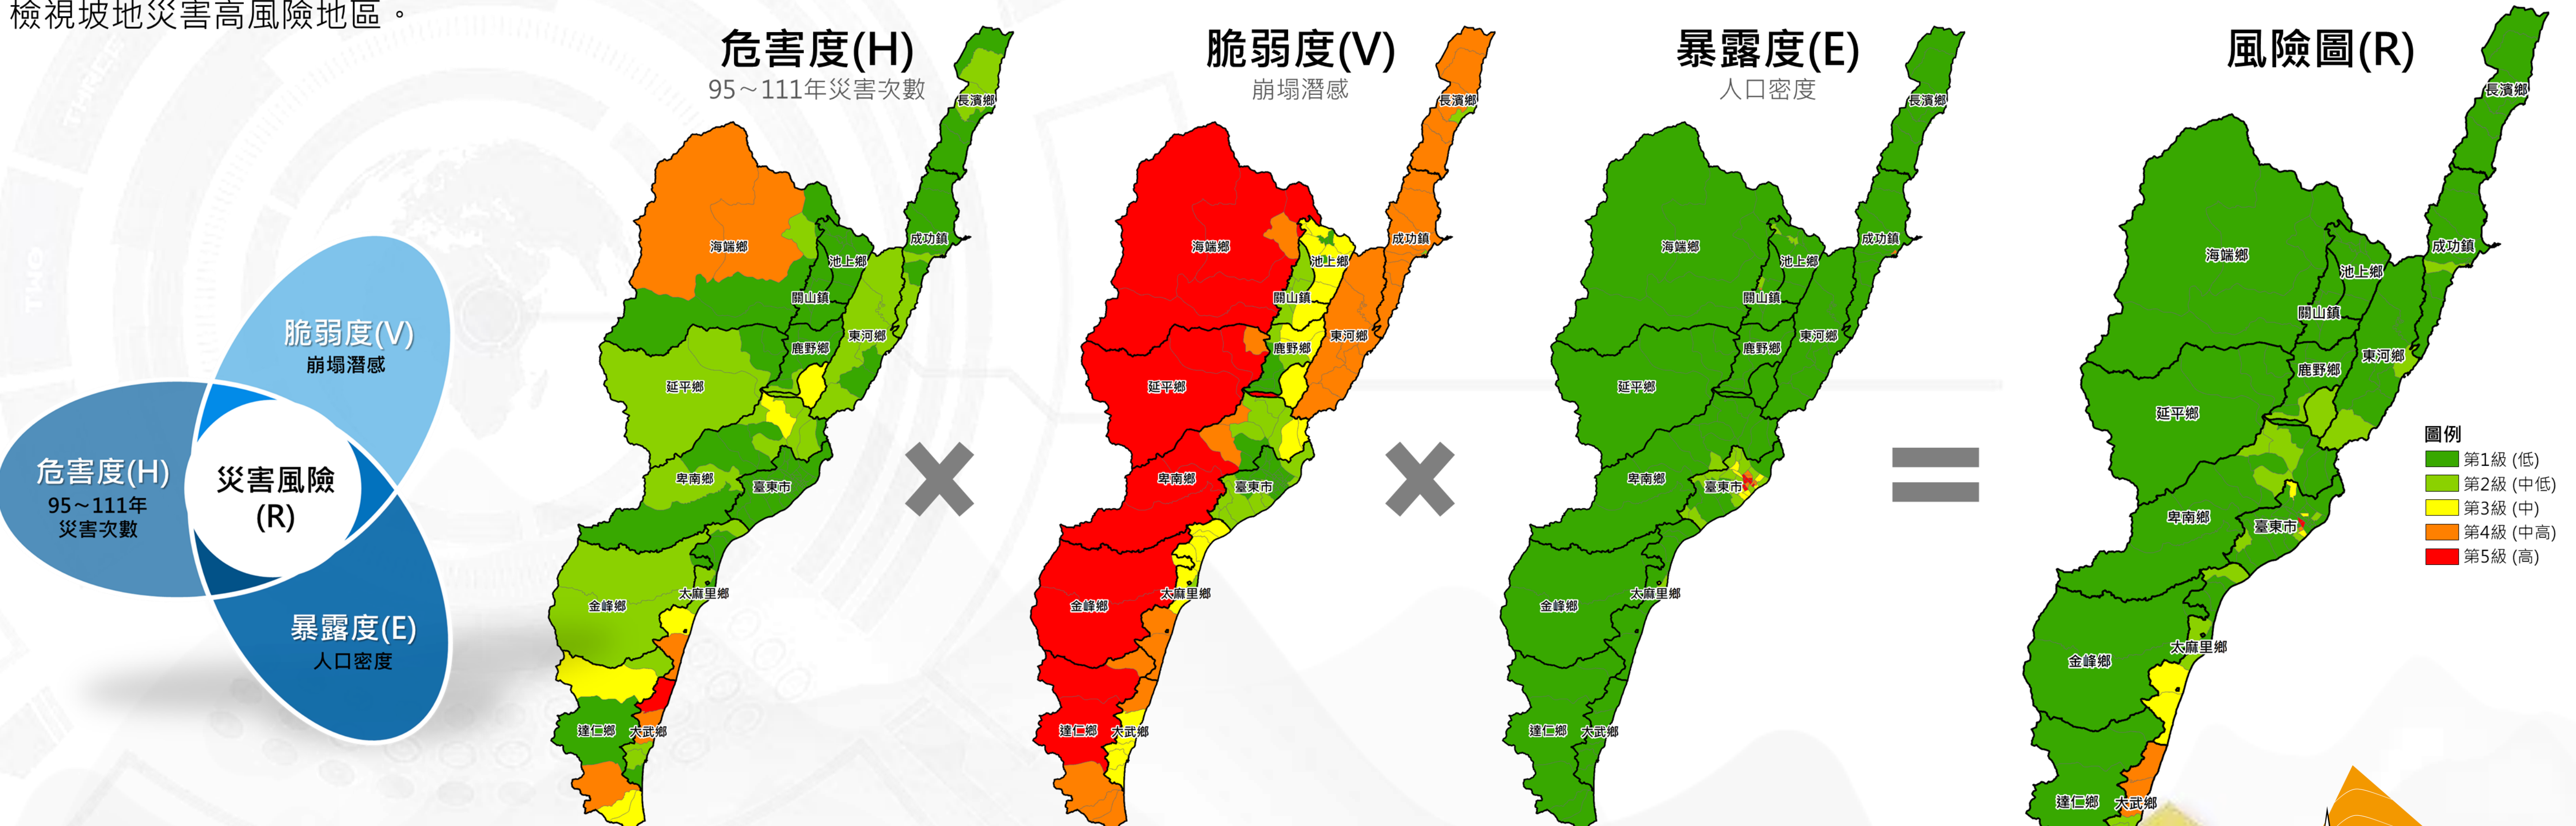 檢視坡地災害高風險地區。
脆弱度(V)
崩塌潛感
危害度(H)
95～111年
災害次數
災害風險
(R)
暴露度(E)
人口密度
危害度(H)
95～111年災害次數
長濱鄉
成功鎮
海端鄉
池上鄉
關山鎮
東河鄉
鹿野鄉
延平鄉
卑南鄉
臺東市
太麻里鄉
金峰鄉
達仁鄉
大武鄉
×
脆弱度(V)
崩塌潛感
長濱鄉
成功鎮
海端鄉
池上鄉
關山鎮
東河鄉
鹿野鄉
延平鄉
卑南鄉
臺東市
太麻里鄉
金峰鄉
達仁鄉
大武鄉
×
暴露度(E)
人口密度
長濱鄉
成功鎮
海端鄉
池上鄉
關山鎮
東河鄉
鹿野鄉
延平鄉
卑南鄉
臺東市
太麻里鄉
金峰鄉
達仁鄉
大武鄉
=
風險圖(R)
長濱鄉
成功鎮
海端鄉
池上鄉
關山鎮
東河鄉
鹿野鄉
延平鄉
卑南鄉
臺東市
太麻里鄉
金峰鄉
達仁鄉
大武鄉
圖例
第1級 (低)
第2級 (中低)
第3級 (中)
第4級 (中高)
第5級 (高)